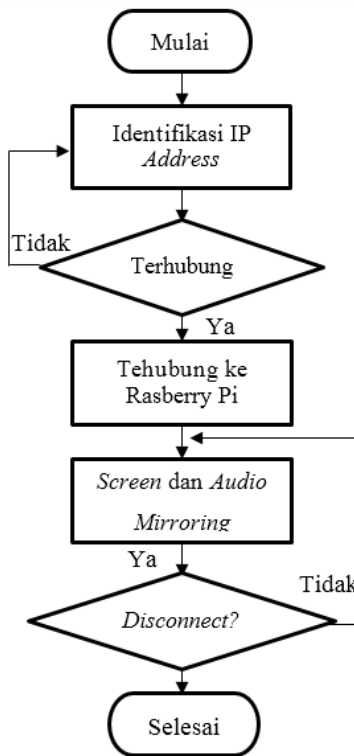 Mulai
Identifikasi IP
Address
Tidak
Terhubung
Ya
Tehubung ke
Rasberry Pi
Screen dan Audio
Mirroring
Ya
Tidak
Disconnect?
Selesai